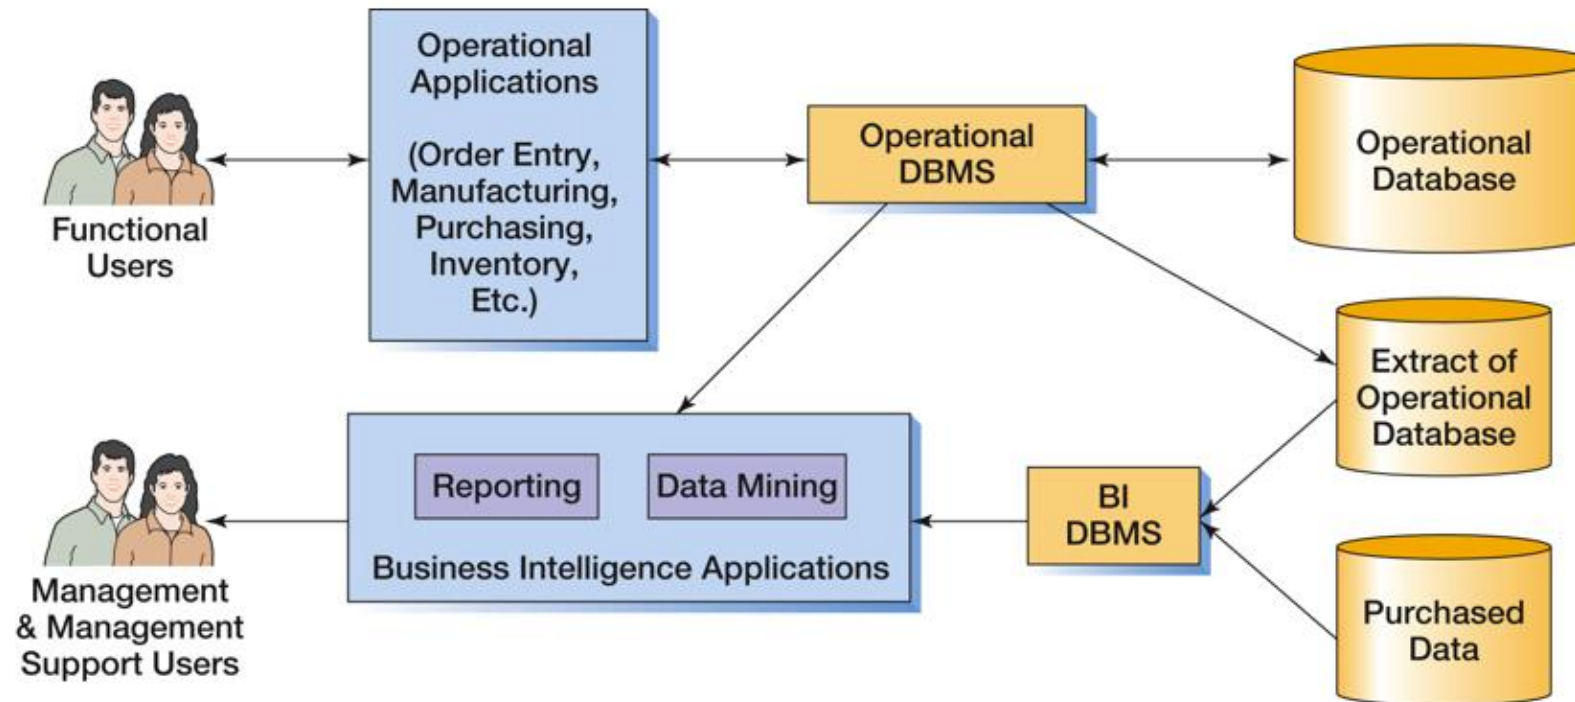 Operational
Applications
(Order Entry,
Manufacturing,
Purchasing,
Inventory,
Etc.)
Functional
Users
Operational
DBMS
Operational
Database
Extract of
Operational
Database
Reporting
Data Mining
Business Intelligence Applications
BI
DBMS
Management
& Management
Support Users
Purchased
Data